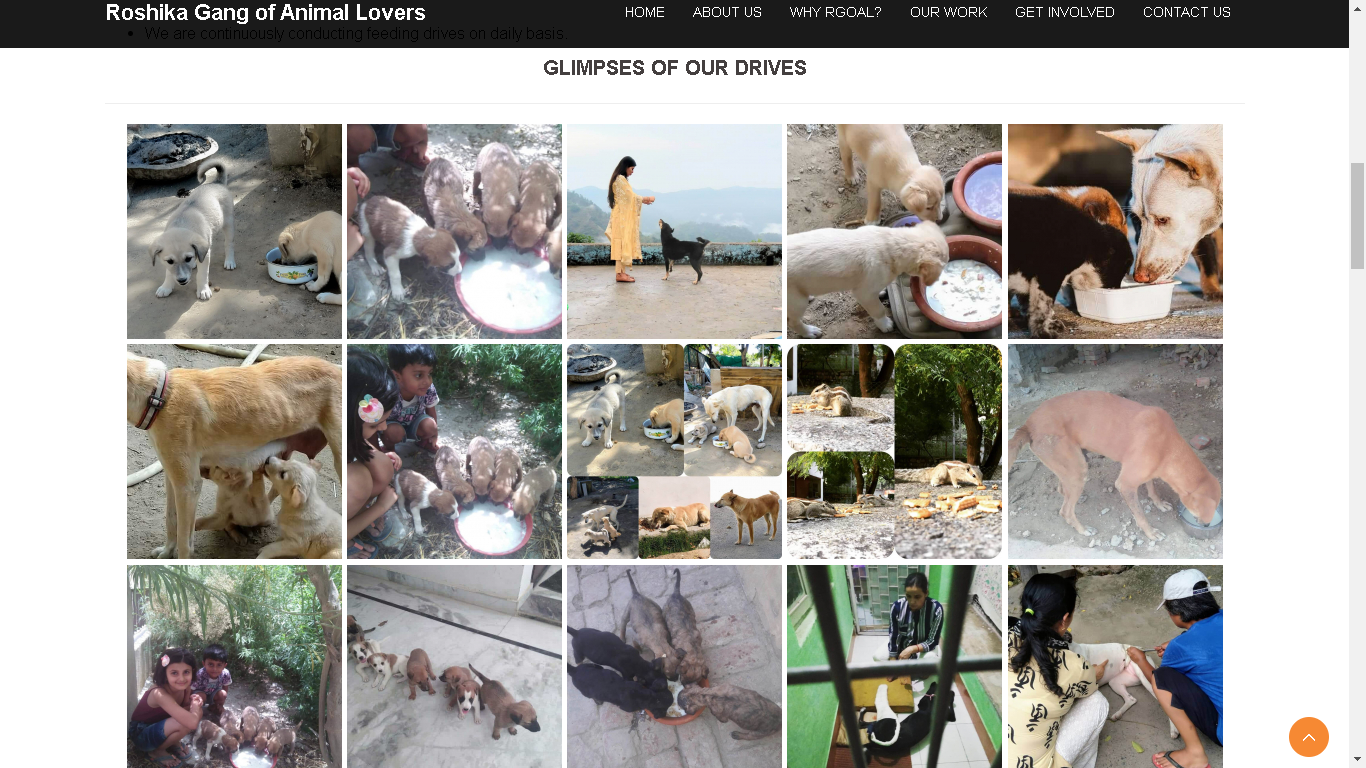 Roshika Gang of Animal Lovers
HOME ABOUT US WHY RGOAL? OUR WORK GET INVOLVED CONTACT US
• We are continuously conducting feeding drives on daily basis.
GLIMPSES OF OUR DRIVES